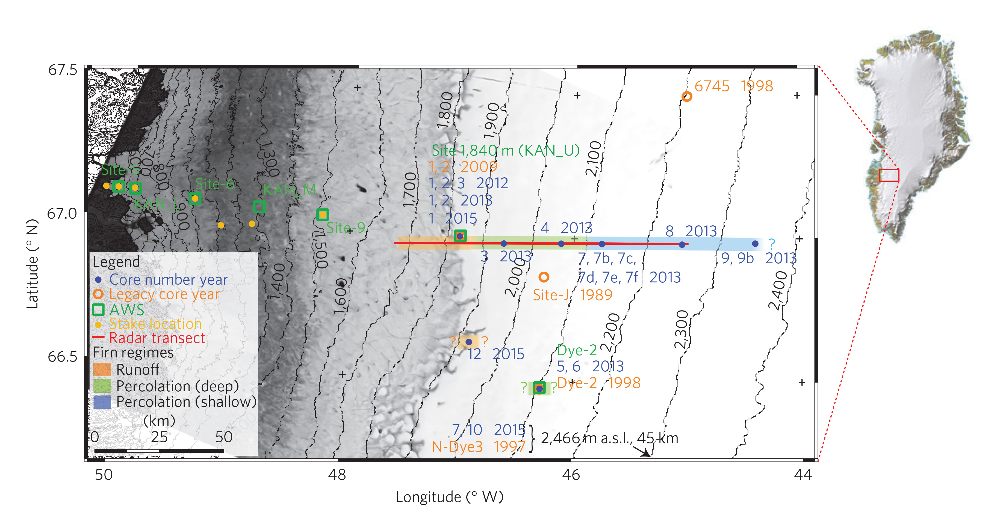 67.5
67.0
66.5
Latitude (° N)
6745 1998
1,800
1,900
Site 1,840 m (KAN_U)
1, 2 2009
1, 2, 3 2012
1, 2 2013
1 2015
1,300
700
800
900
2,100
1,700
Site-5
Site-6
KAN_M
KAN_L
Site-9
4 2013
8 2013
?
3 2013
7, 7b, 7c,
7d, 7e, 7f 2013
9, 9b 2013
1,500
1,400
1,600
2,000
Site-J 1989
2,400
2,200
2,300
? ?
12 2015
Dye-2
5, 6 2013
Dye-2 1998
? ?
7,10 2015
N-Dye3 1997
} 2,466 m a.s.l., 45 km
Legend
Core number year
Legacy core year
AWS
Stake location
Radar transect
Firn regimes
Runoff
Percolation (deep)
Percolation (shallow)
(km)
0 25 50
50 48 46 44
Longitude (° W)